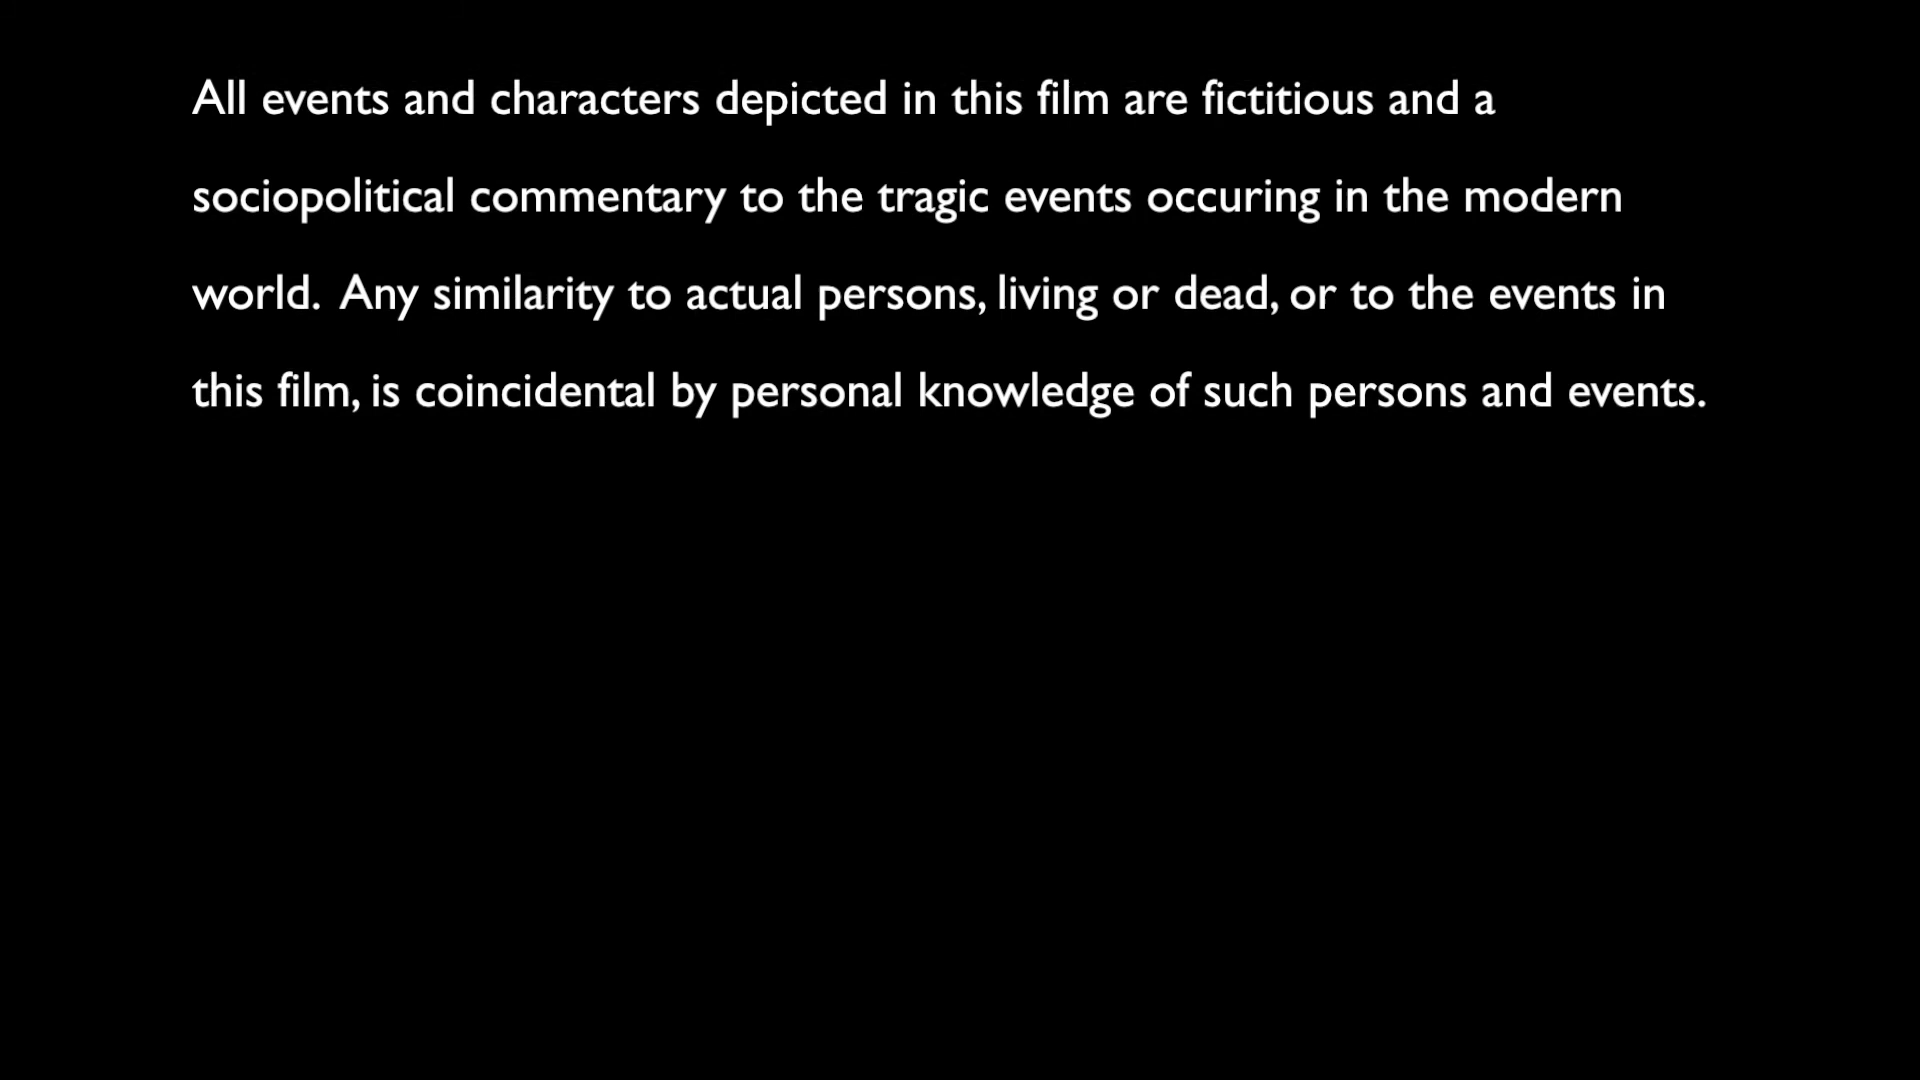 All events and characters depicted in this film are fictitious and a
sociopolitical commentary to the tragic events occuring in the modern
world.  Any similarity to actual persons, living or dead, or to the events in
this film, is coincidental by personal knowledge of such persons and events.